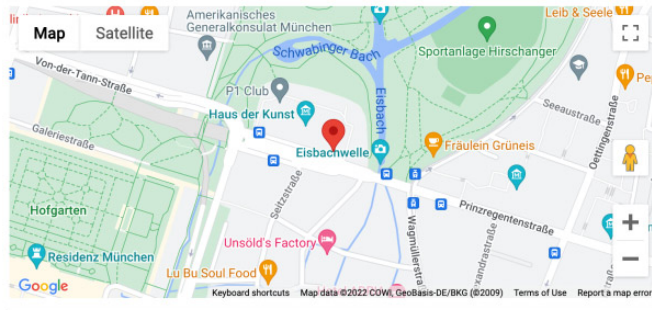 Map
Satellite
Amerikanisches
Generalkonsulat München
Leib & Seele
Schwabinger Bach
Sportanlage Hirschanger
Von-der-Tann-Straße
P1 Club
Eisbach
Haus der Kunst
Seeaustraße
Oettingenstraße
Galeriestraße
Eisbachwelle
Fräulein Grüneis
Seitzstraße
Hofgarten
Prinzregentenstraße
Wagmüllerstra
Unsöld's Factory
Residenz München
Lu Bu Soul Food
Google
Keyboard shortcuts
Map data ©2022 COWI, GeoBasis-DE/BKG (©2009)
Terms of Use
Report a map error